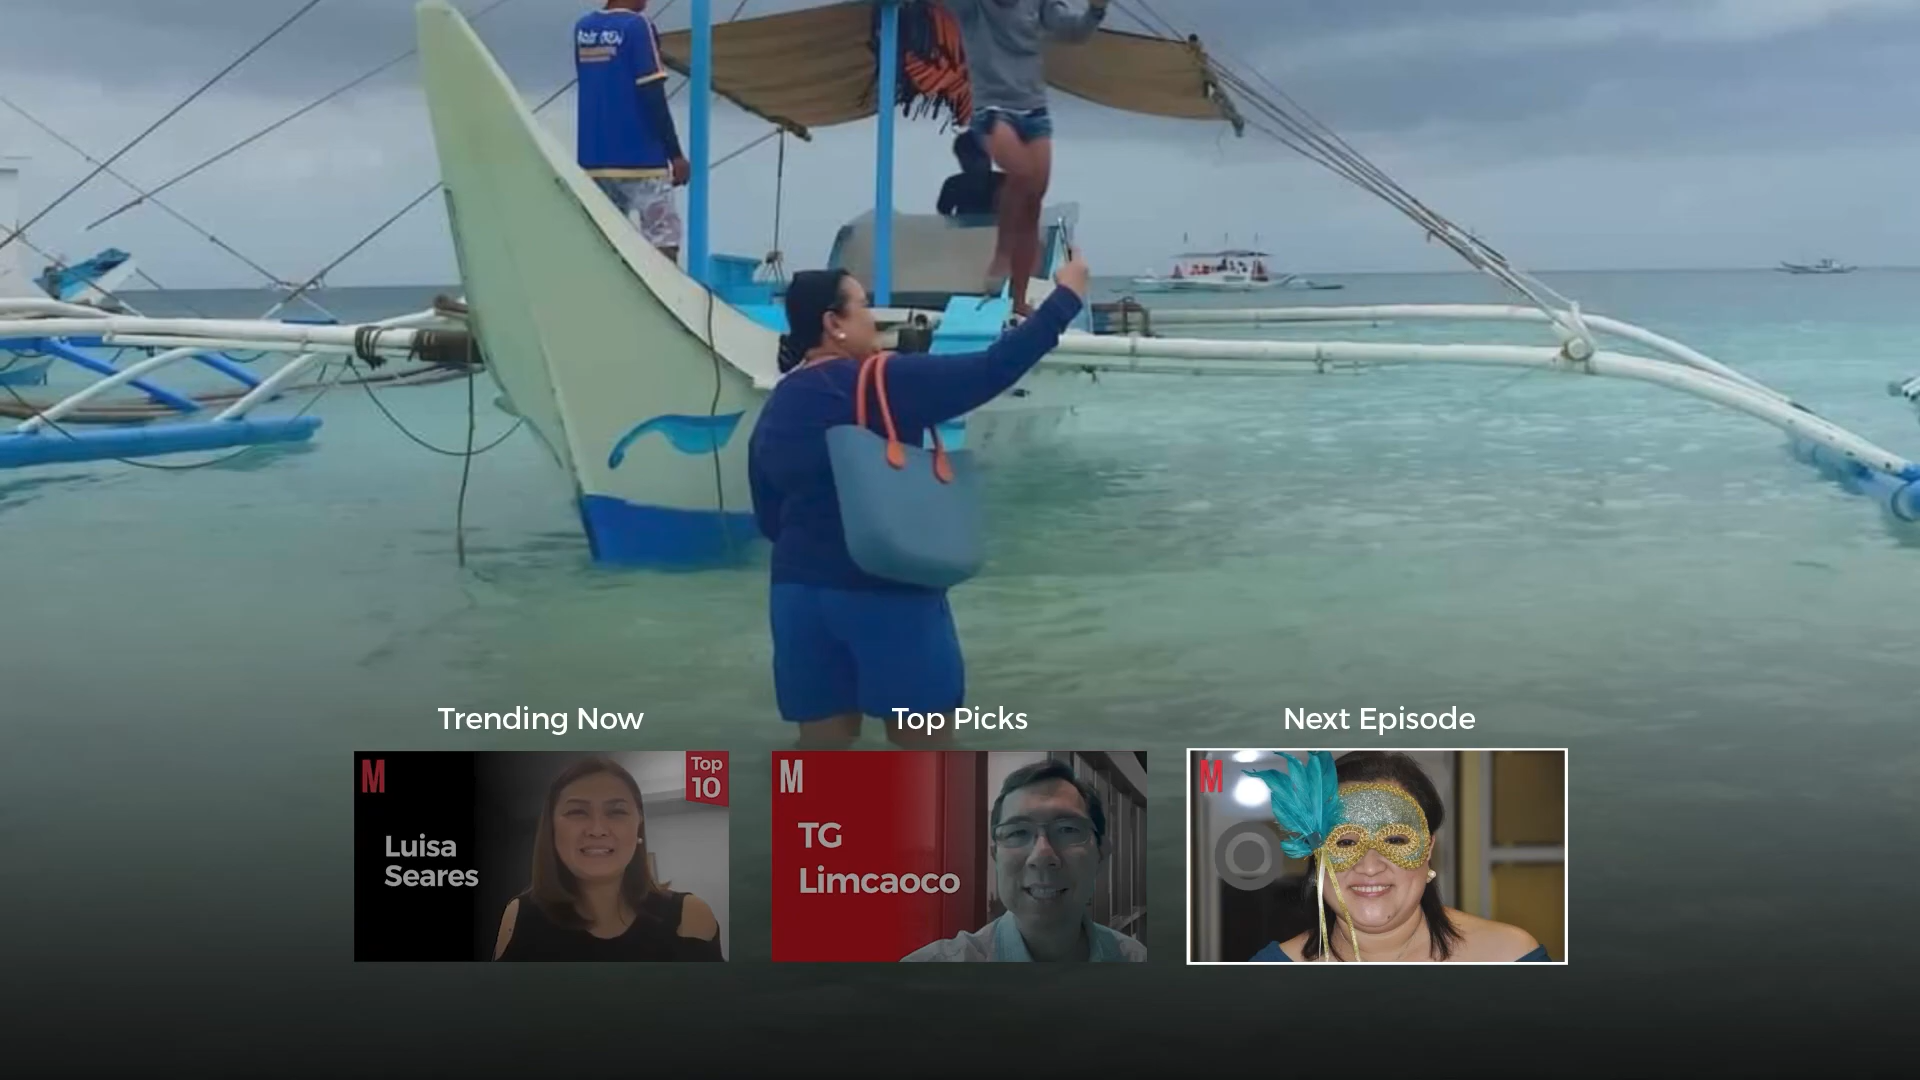 Trending Now
Top Picks
Next Episode
M
Top
10
Luisa
Seares
M
TG
Limcaoco
M